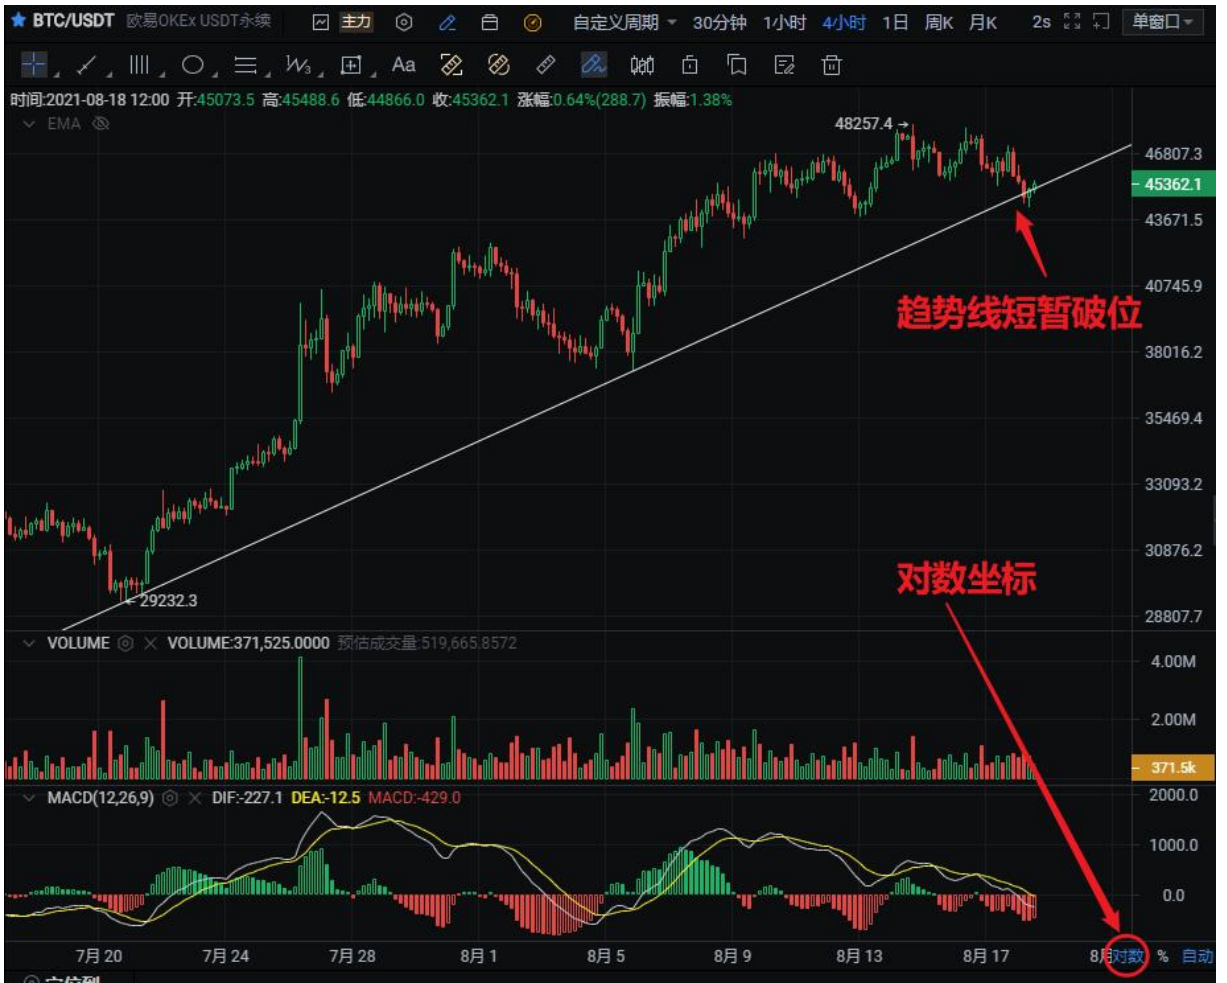 BTC/USDT 欧易OKEx USDT永续 主力 自定义周期 30分钟 1小时 4小时 1日 周K 月K 2s 单窗口
W3 Aa
时间:2021-08-18 12:00 开:45073.5 高:45488.6 低:44866.0 收:45362.1 涨幅:0.64%(288.7) 振幅:1.38%
EMA
48257.4
46807.3
45362.1
43671.5
40745.9
趋势线短暂破位
38016.2
35469.4
33093.2
30876.2
对数坐标
29232.3
28807.7
VOLUME VOLUME:371,525.0000 预估成交量:519,665.8572
4.00M
2.00M
371.5k
MACD(12,26,9) DIF:-227.1 DEA:-12.5 MACD:-429.0
2000.0
1000.0
0.0
7月20 7月24 7月28 8月1 8月5 8月9 8月13 8月17 8月 对数 % 自动